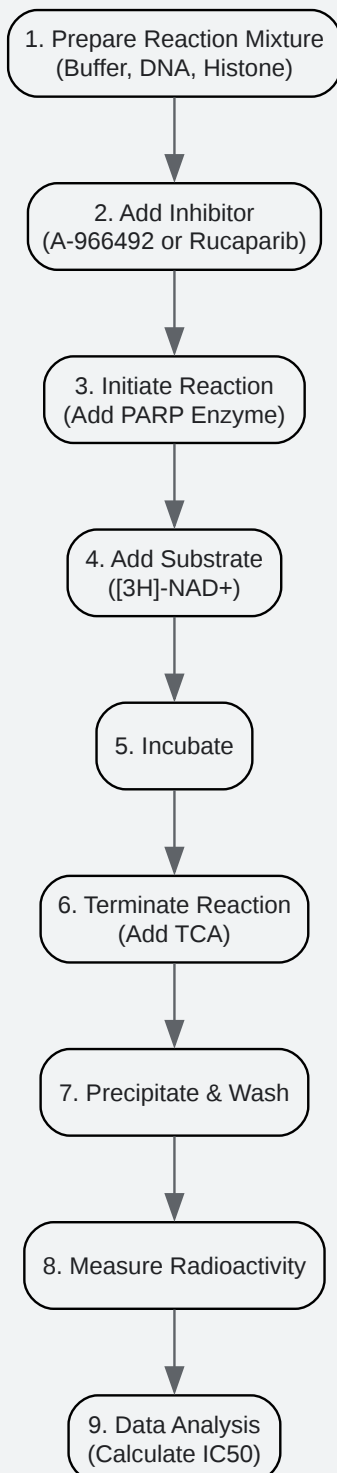 1. Prepare Reaction Mixture
(Buffer, DNA, Histone)
2. Add Inhibitor
(A-966492 or Rucaparib)
3. Initiate Reaction
(Add PARP Enzyme)
4. Add Substrate
([3H]-NAD+)
5. Incubate
6. Terminate Reaction
(Add TCA)
7. Precipitate & Wash
8. Measure Radioactivity
9. Data Analysis
(Calculate IC50)